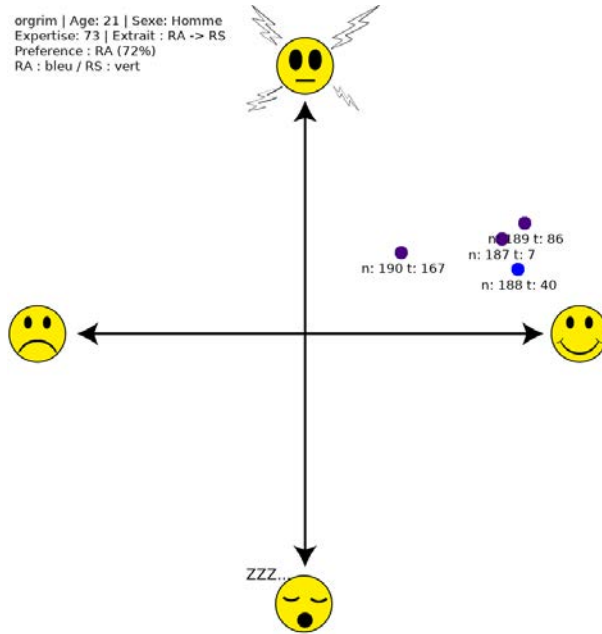 orgrim | Age: 21 | Sexe: Homme
Expertise: 73 | Extrait : RA -> RS
Preference : RA (72%)
RA : bleu / RS : vert
n: 189 t: 86
n: 187 t: 7
n: 190 t: 167
n: 188 t: 40
ZZZ...